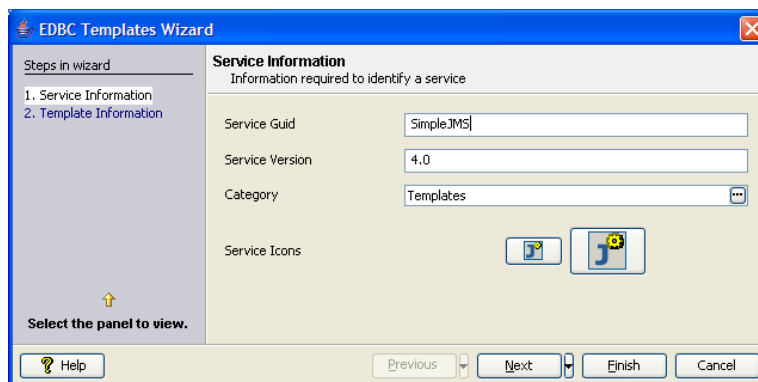 EDBC Templates Wizard
Steps in wizard
1. Service Information
2. Template Information
Select the panel to view.
Service Information
Information required to identify a service
Service Guid
SimpleJMS
Service Version
4.0
Category
Templates
...
Service Icons
J
J
? Help
Previous
Next
Finish
Cancel